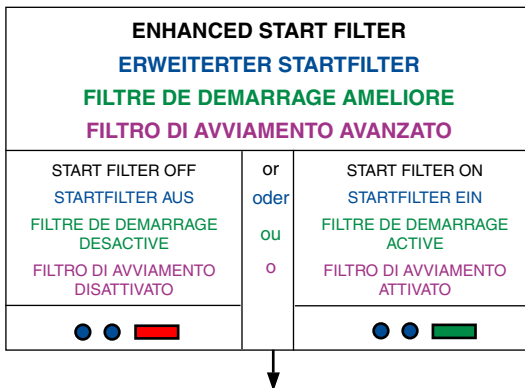 ENHANCED START FILTER
ERWEITERTER STARTFILTER
FILTRE DE DEMARRAGE AMELIORE
FILTRO DI AVVIAMENTO AVANZATO
START FILTER OFF
STARTFILTER AUS
FILTRE DE DEMARRAGE
DESACTIVE
FILTRO DI AVVIAMENTO
DISATTIVATO
or
oder
ou
o
START FILTER ON
STARTFILTER EIN
FILTRE DE DEMARRAGE
ACTIVE
FILTRO DI AVVIAMENTO
ATTIVATO